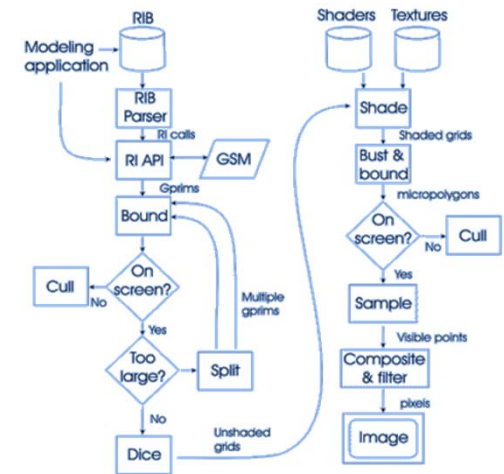 RIB
Modeling
application
RIB
Parser
RI calls
RI API
GSM
Gprims
Bound
On
screen?
Cull
No
Yes
Multiple
gprims
Too
large?
Split
No
Dice
Unshaded
grids
Shaders
Textures
Shade
Shaded grids
Bust &
bound
micropolygons
On
screen?
No
Cull
Yes
Sample
Visible points
Composite
& filter
pixels
Image